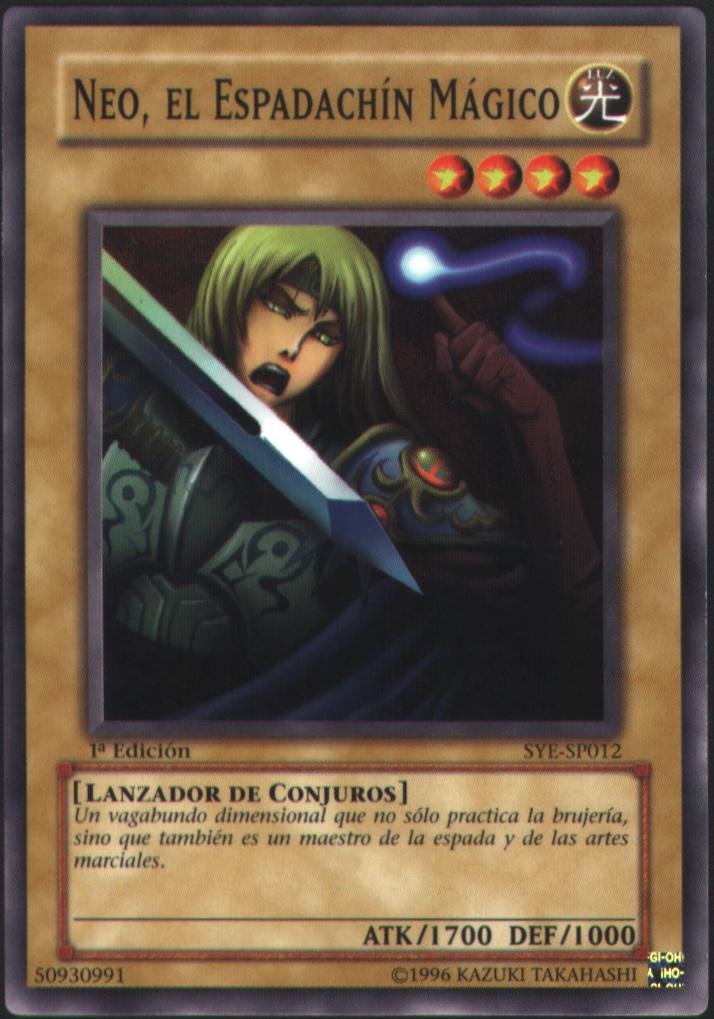 NEO, EL ESPADACHÍN MÁGICO
LUZ
光
1ª Edición
SYE-SP012
[LANZADOR DE CONJUROS]
Un vagabundo dimensional que no sólo practica la brujería,
sino que también es un maestro de la espada y de las artes
marciales.
ATK/1700 DEF/1000
50930991
©1996 KAZUKI TAKAHASHI